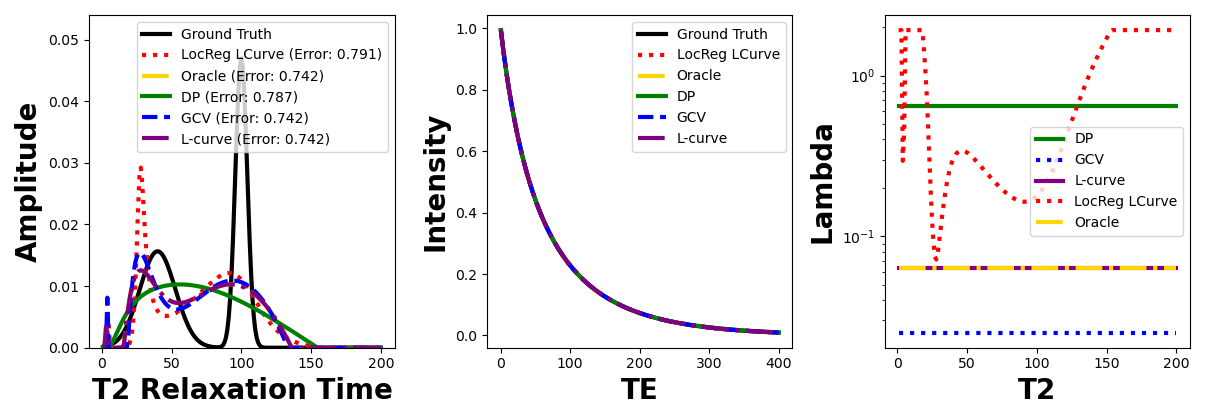 Amplitude
0.05
0.04
0.03
0.02
0.01
0.00
Ground Truth
LocReg LCurve (Error: 0.791)
Oracle (Error: 0.742)
DP (Error: 0.787)
GCV (Error: 0.742)
L-curve (Error: 0.742)
0 50 100 150 200
T2 Relaxation Time
Intensity
1.0
0.8
0.6
0.4
0.2
0.0
Ground Truth
LocReg LCurve
Oracle
DP
GCV
L-curve
0 100 200 300 400
TE
Lambda
10⁰
10⁻¹
DP
GCV
L-curve
LocReg LCurve
Oracle
0 50 100 150 200
T2